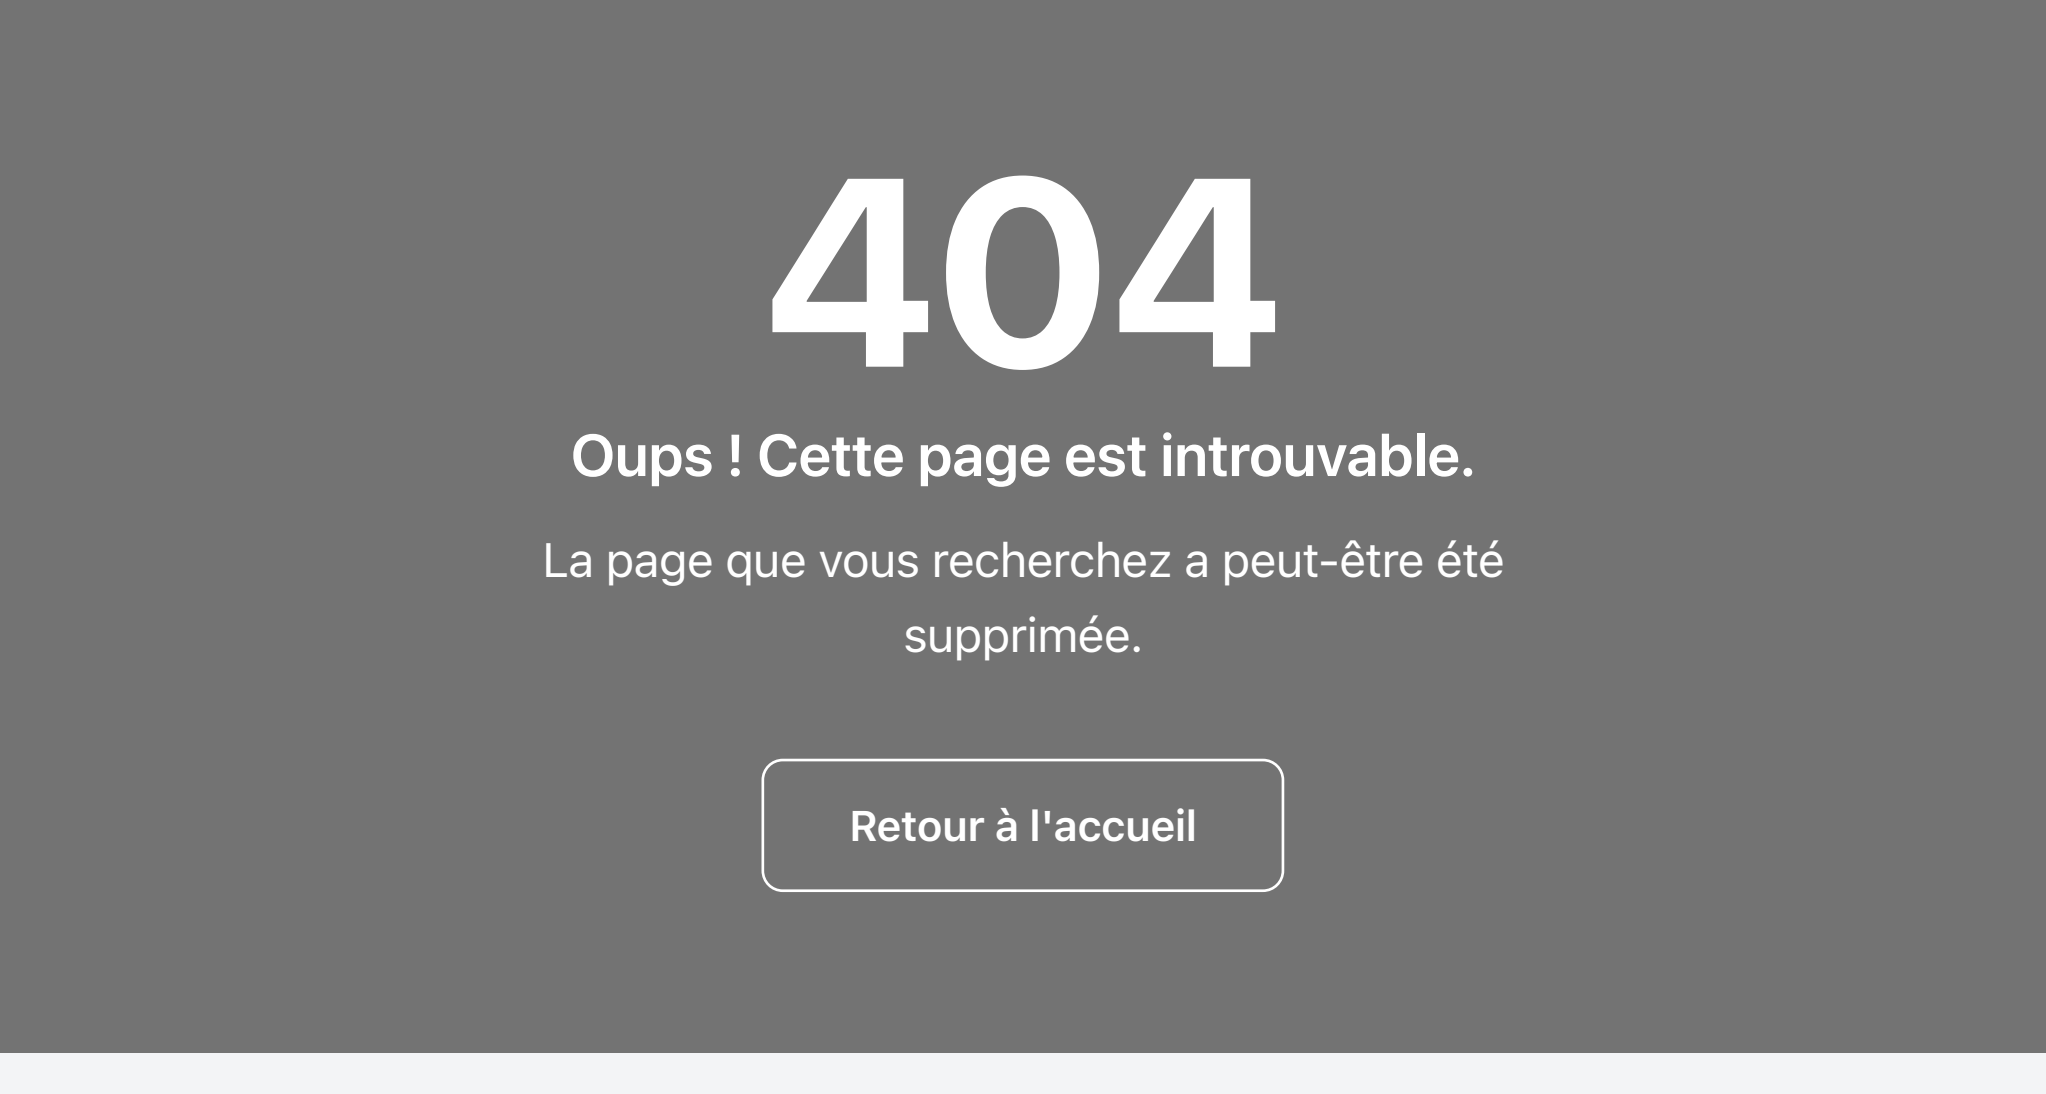 404
Oups ! Cette page est introuvable.
La page que vous recherchez a peut-être été
supprimée.
Retour à l'accueil